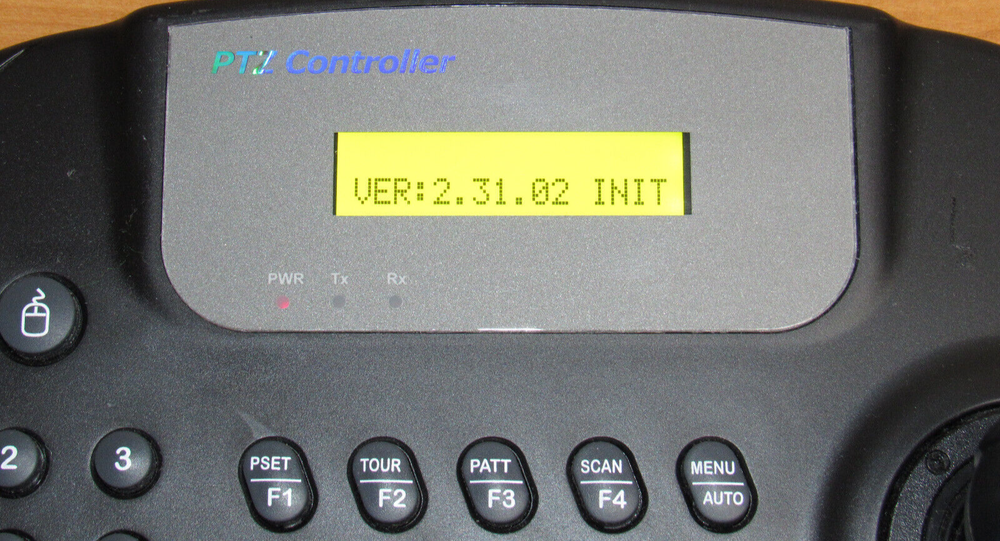 PTZ Controller
VER:2.31.02 INIT
PWR Tx Rx
2 3
PSET TOUR PATT SCAN MENU
F1 F2 F3 F4 AUTO